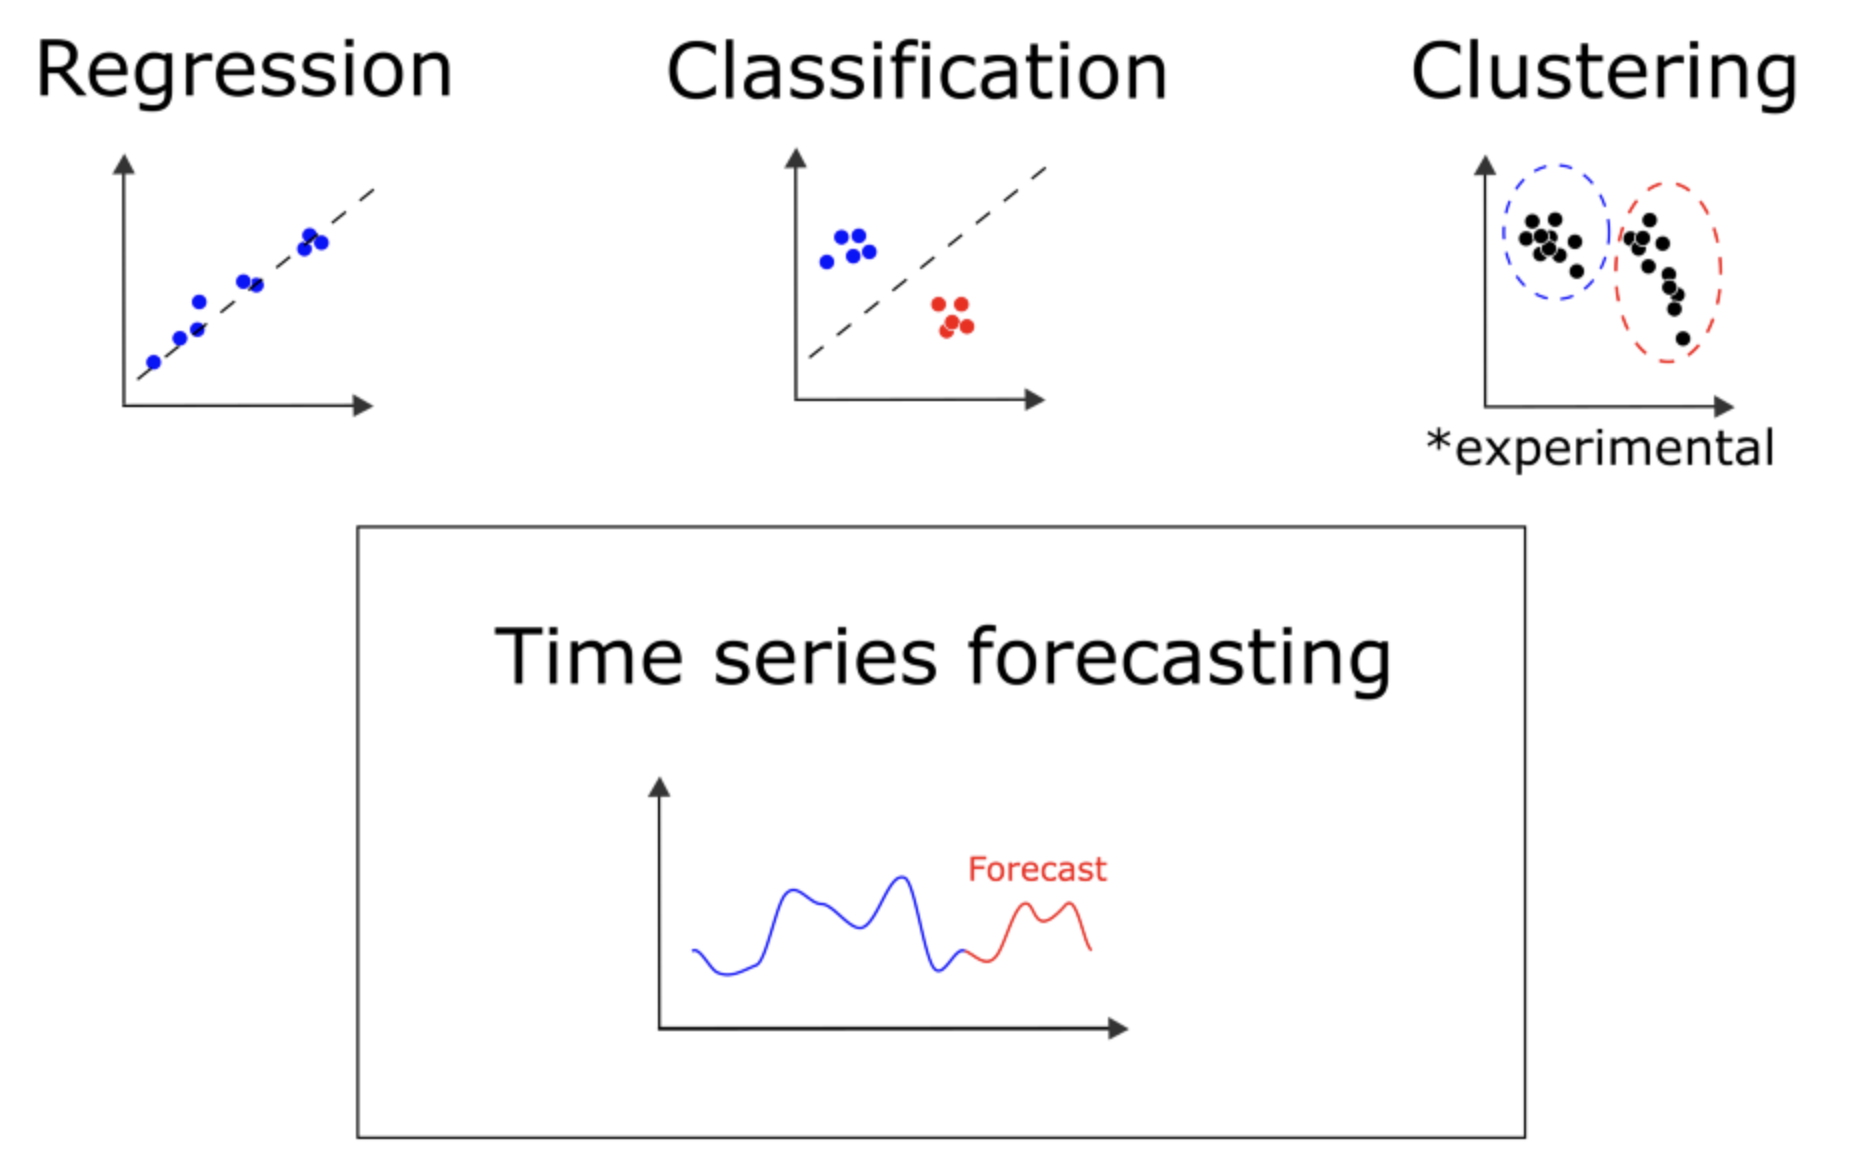 Regression
Classification
Clustering
*experimental
Time series forecasting
Forecast